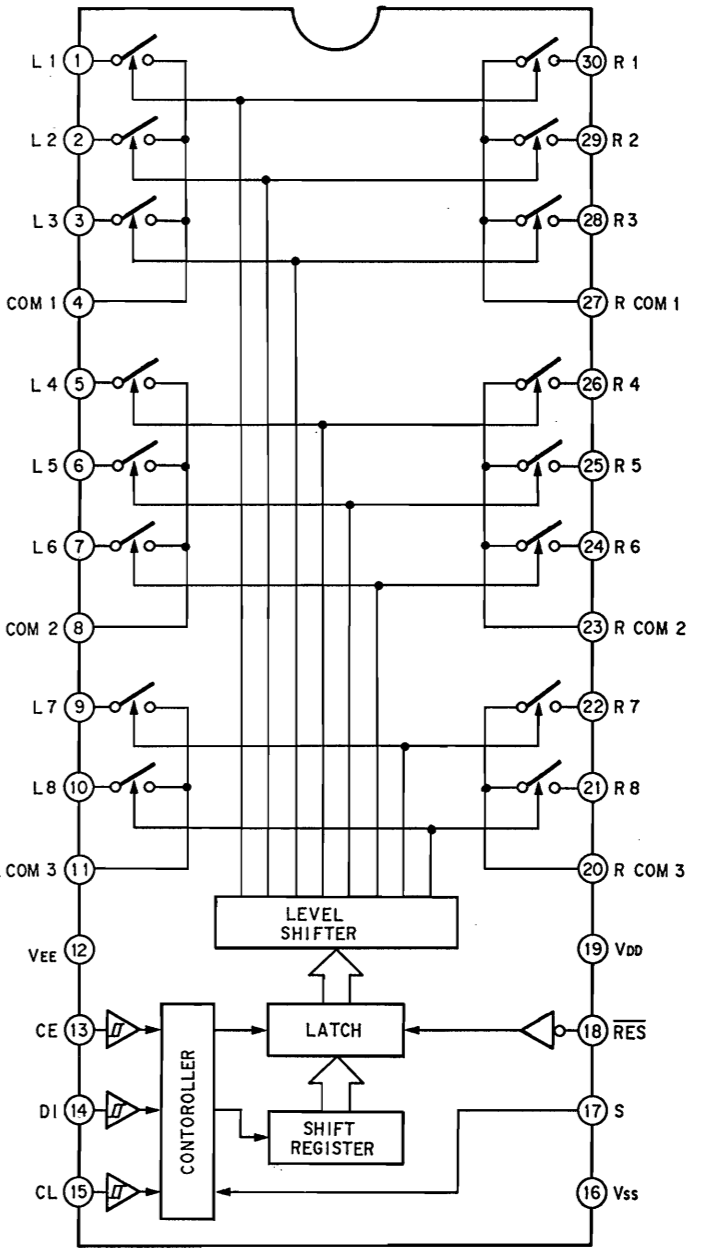 L 1 1
30 R 1
L 2 2
29 R 2
L 3 3
28 R 3
COM 1 4
27 R COM 1
L 4 5
26 R 4
L 5 6
25 R 5
L 6 7
24 R 6
COM 2 8
23 R COM 2
L 7 9
22 R 7
L 8 10
21 R 8
COM 3 11
20 R COM 3
LEVEL
SHIFTER
VEE 12
19 VDD
CE 13
LATCH
18 RES
DI 14
CONTOROLLER
SHIFT
REGISTER
17 S
CL 15
16 Vss